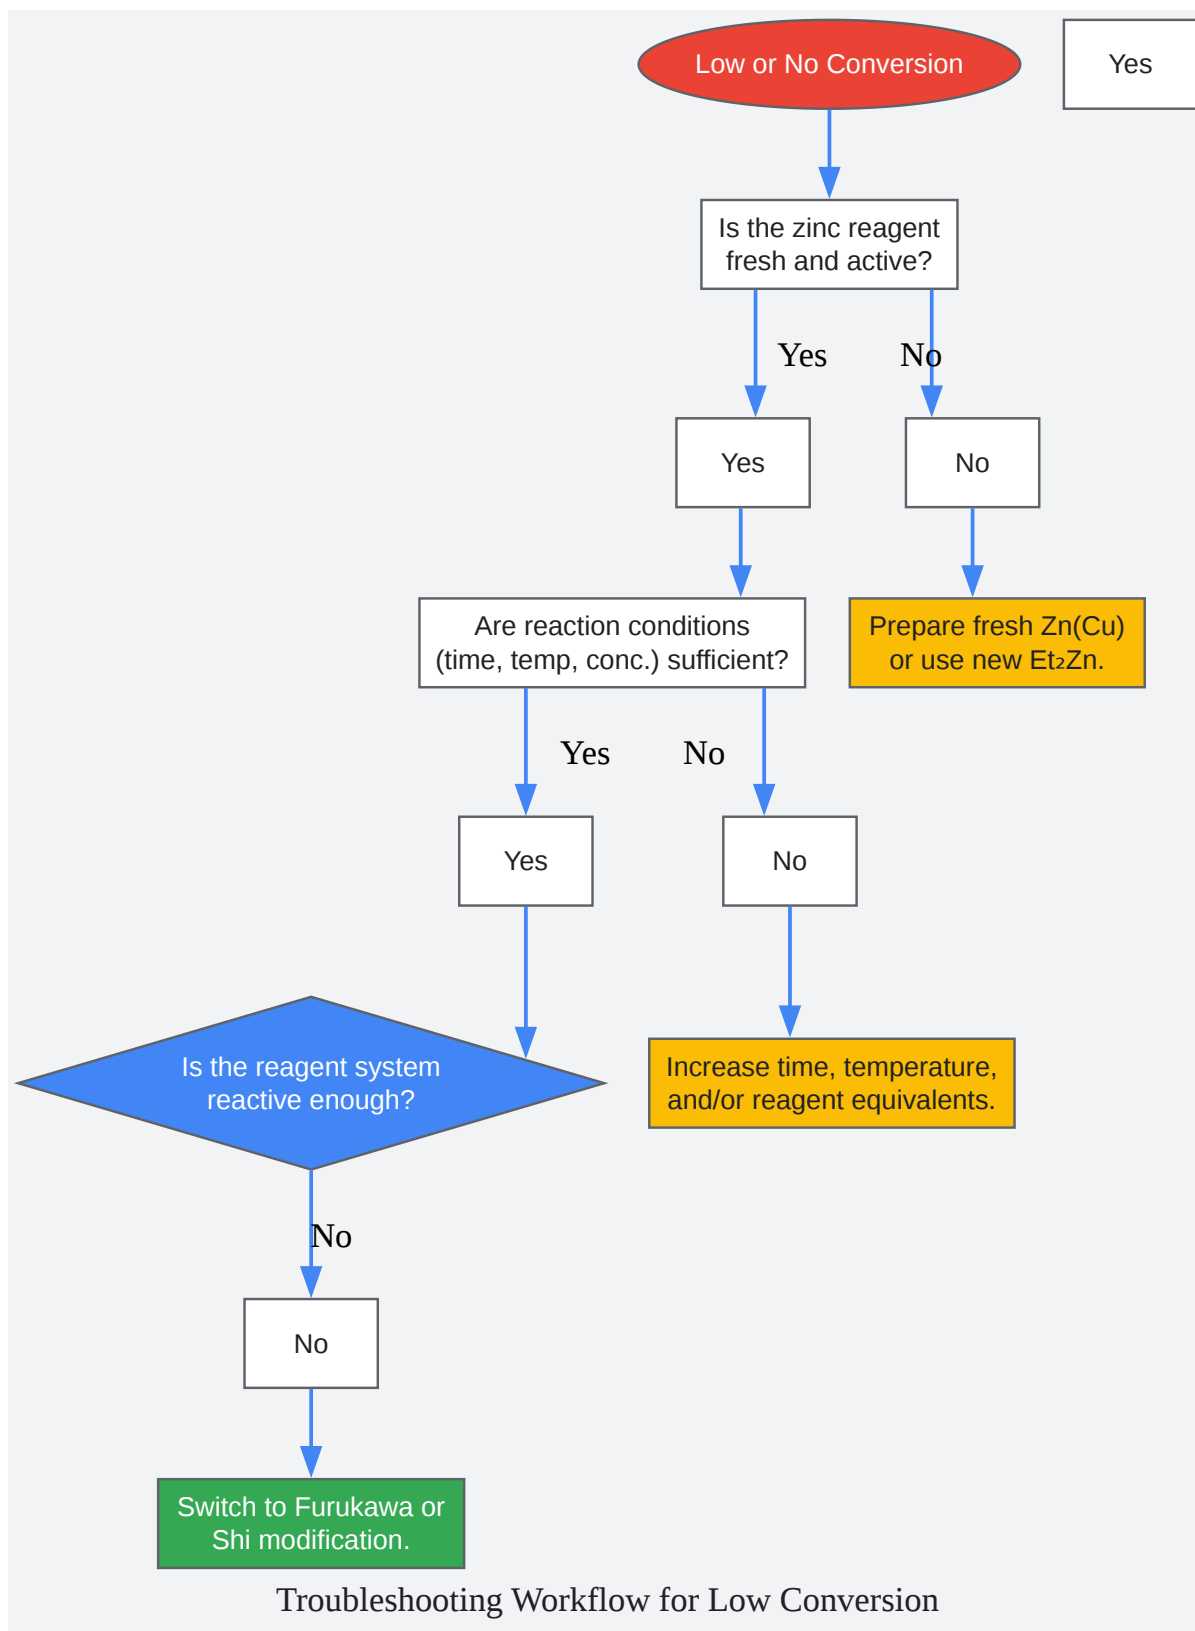 Low or No Conversion
Yes
Is the zinc reagent
fresh and active?
Yes
No
Yes
No
Are reaction conditions
(time, temp, conc.) sufficient?
Prepare fresh Zn(Cu)
or use new Et₂Zn.
Yes
No
Yes
No
Is the reagent system
reactive enough?
Increase time, temperature,
and/or reagent equivalents.
No
No
Switch to Furukawa or
Shi modification.
Troubleshooting Workflow for Low Conversion